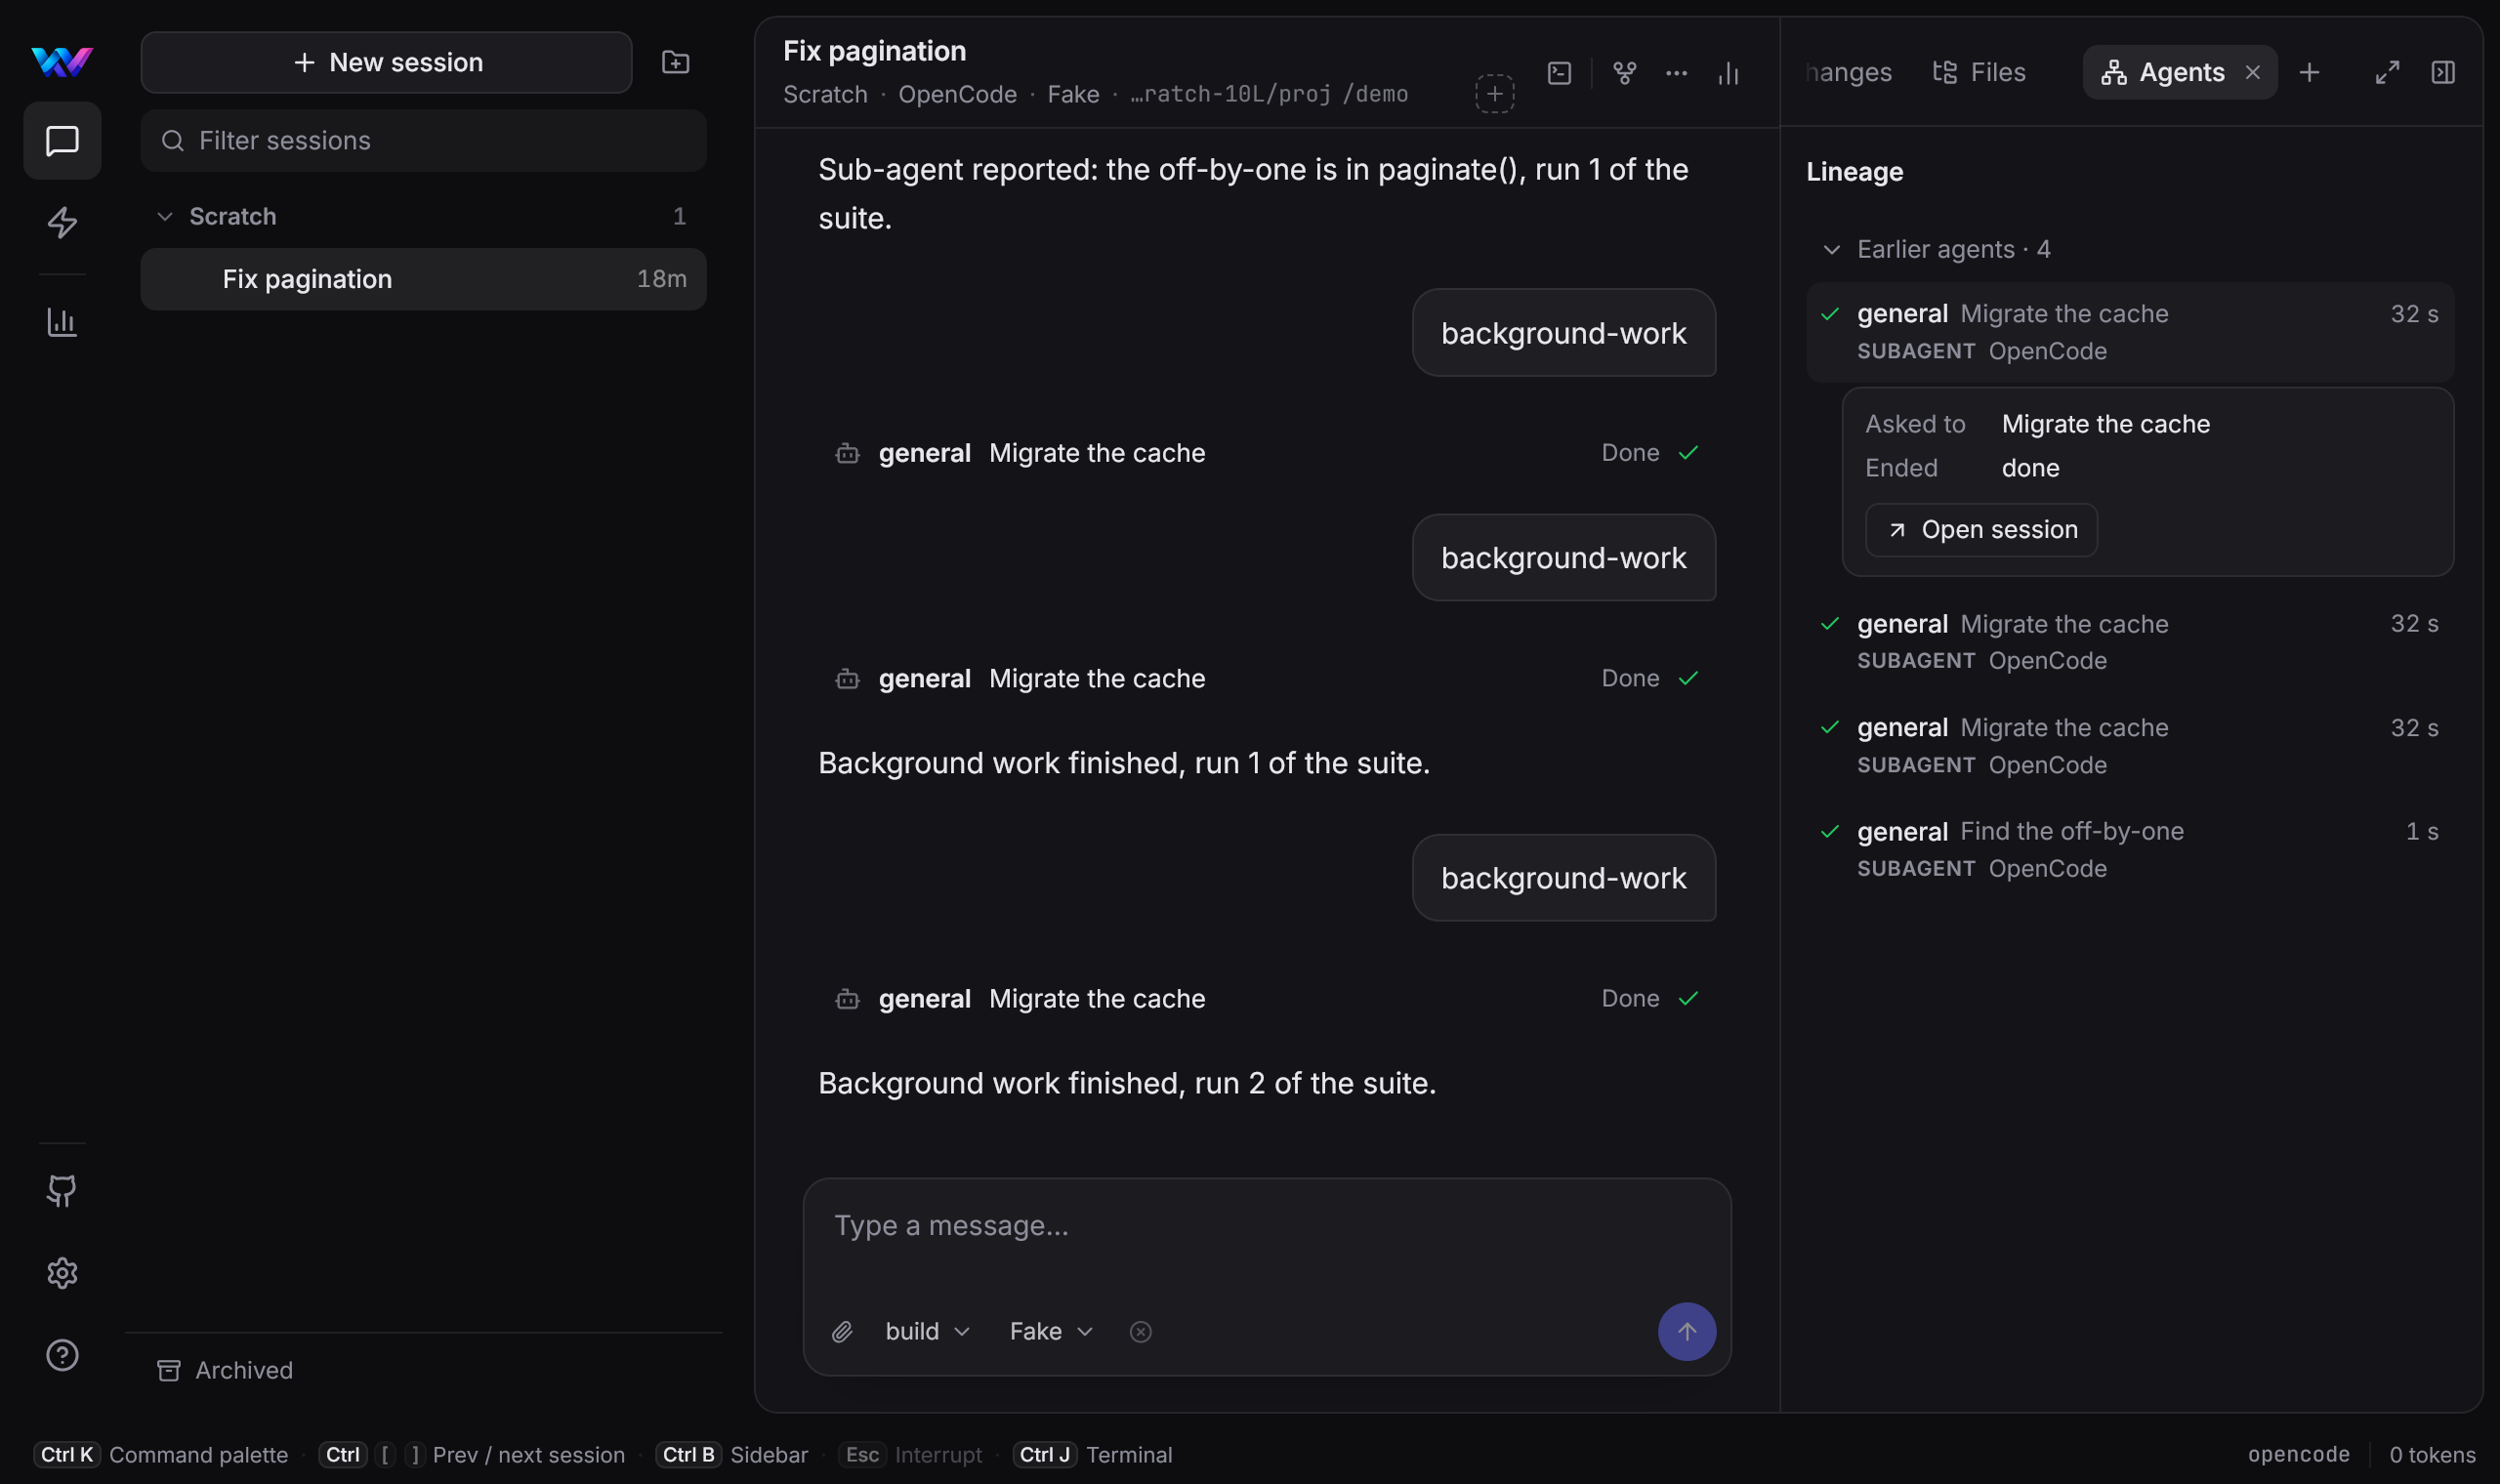 New session
Filter sessions
Scratch 1
Fix pagination 18m
Archived
Fix pagination
Scratch · OpenCode · Fake · …ratch-10L/proj /demo
Sub-agent reported: the off-by-one is in paginate(), run 1 of the
suite.
background-work
general Migrate the cache Done
background-work
general Migrate the cache Done
Background work finished, run 1 of the suite.
background-work
general Migrate the cache Done
Background work finished, run 2 of the suite.
Type a message...
build Fake
hanges Files Agents
Lineage
Earlier agents · 4
general Migrate the cache 32 s
SUBAGENT OpenCode
Asked to Migrate the cache
Ended done
Open session
general Migrate the cache 32 s
SUBAGENT OpenCode
general Migrate the cache 32 s
SUBAGENT OpenCode
general Find the off-by-one 1 s
SUBAGENT OpenCode
Ctrl K Command palette · Ctrl [ ] Prev / next session · Ctrl B Sidebar · Esc Interrupt · Ctrl J Terminal
opencode 0 tokens